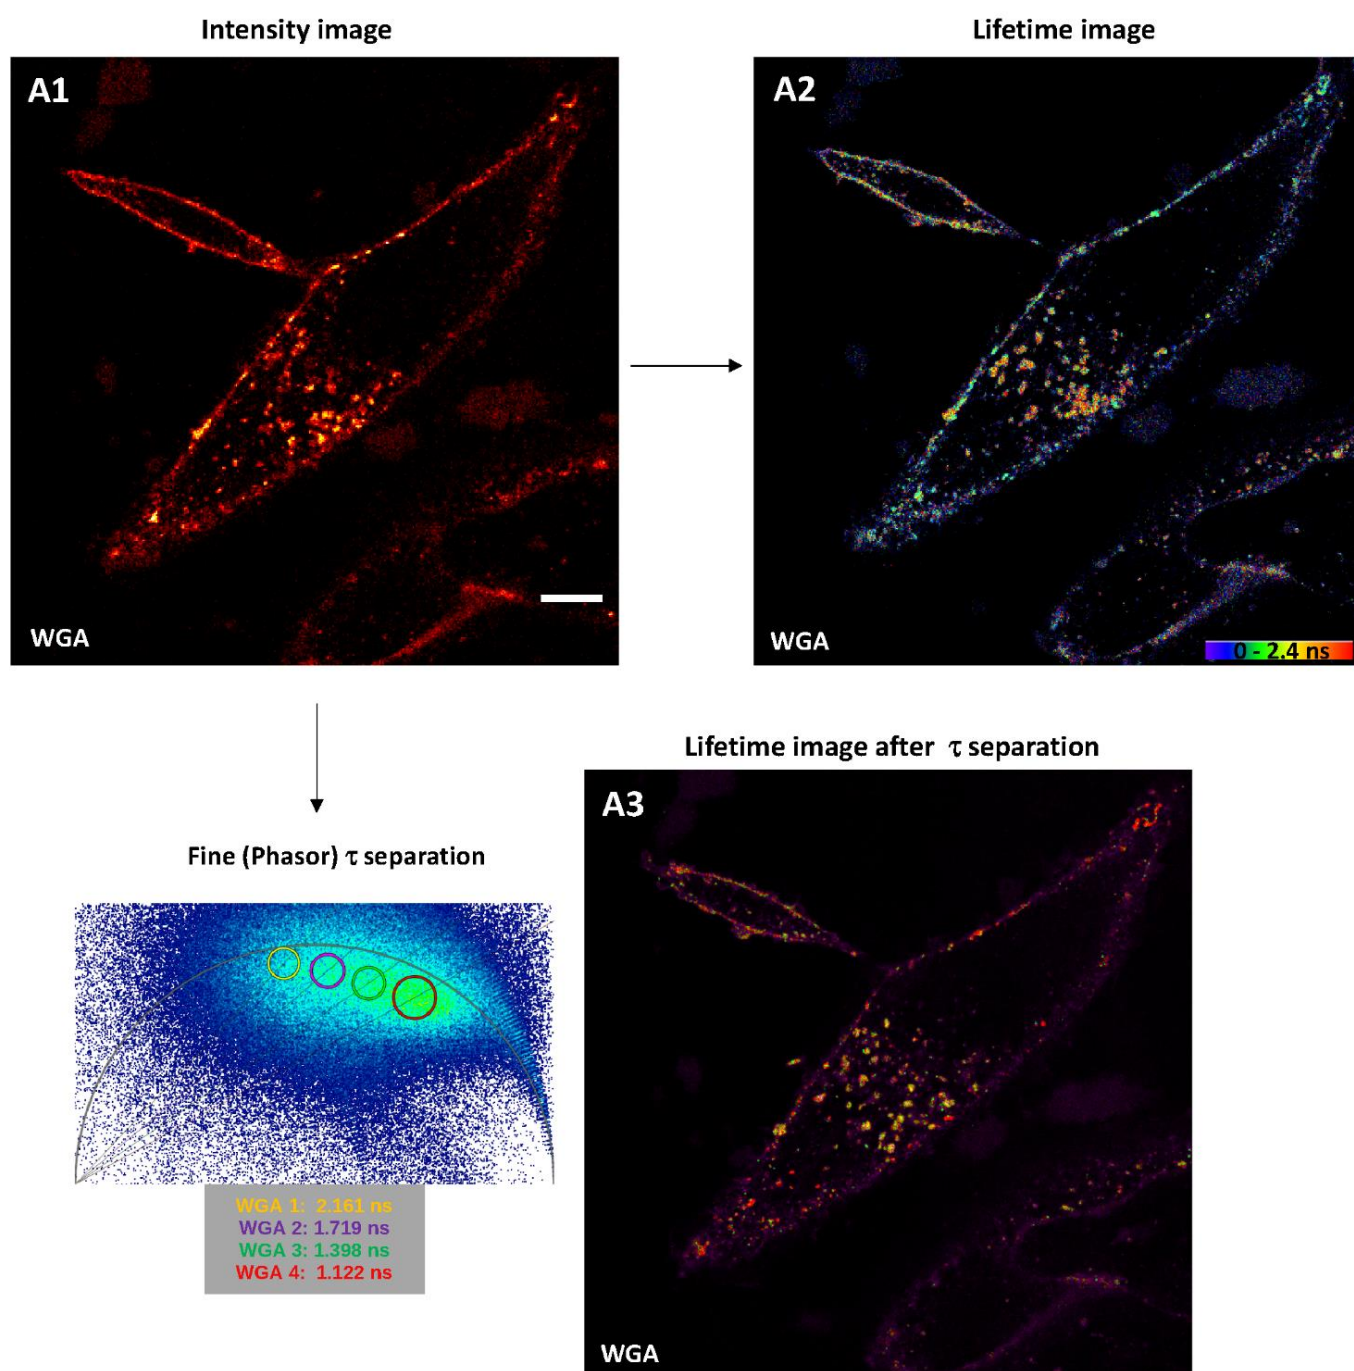 Intensity image
Lifetime image
A1
A2
WGA
WGA
0 - 2.4 ns
Lifetime image after τ separation
A3
Fine (Phasor) τ separation
WGA 1: 2.161 ns
WGA 2: 1.719 ns
WGA 3: 1.398 ns
WGA 4: 1.122 ns
WGA